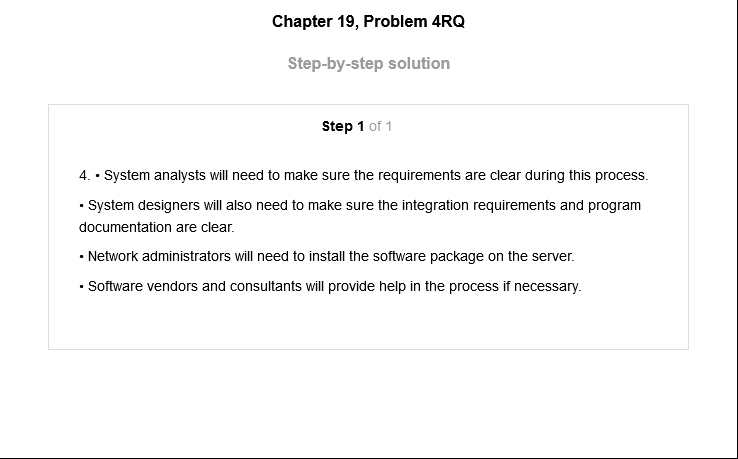 Chapter 19, Problem 4RQ
Step-by-step solution
Step 1 of 1
4. • System analysts will need to make sure the requirements are clear during this process.
• System designers will also need to make sure the integration requirements and program
documentation are clear.
• Network administrators will need to install the software package on the server.
• Software vendors and consultants will provide help in the process if necessary.